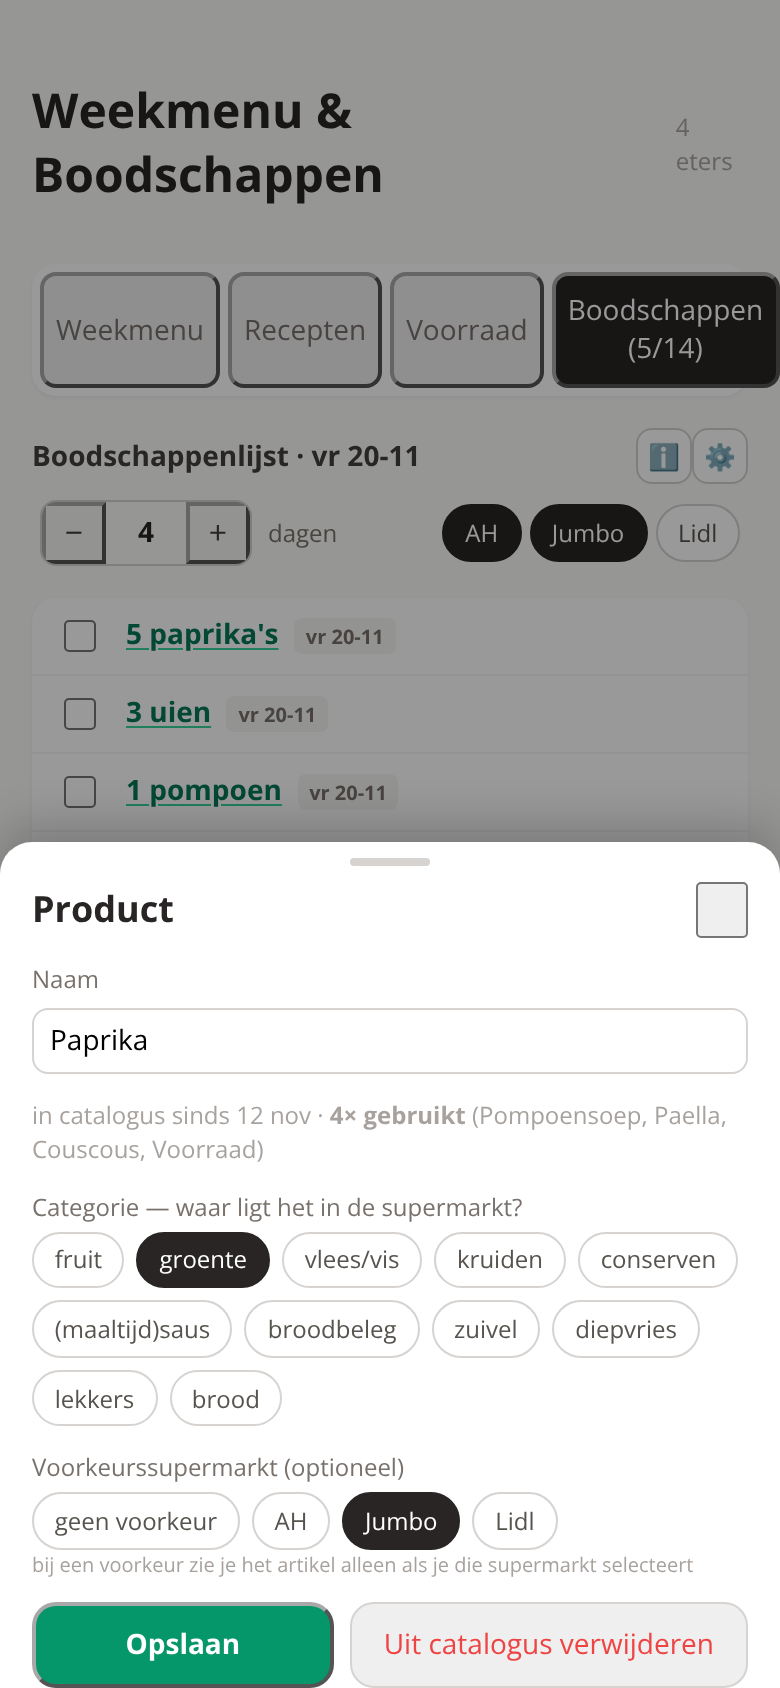 Weekmenu &
Boodschappen
4
eters
Weekmenu
Recepten
Voorraad
Boodschappen
(5/14)
Boodschappenlijst · vr 20-11
− 4 + dagen AH Jumbo Lidl
5 paprika's vr 20-11
3 uien vr 20-11
1 pompoen vr 20-11
Product
Naam
Paprika
in catalogus sinds 12 nov · 4× gebruikt (Pompoensoep, Paella,
Couscous, Voorraad)
Categorie — waar ligt het in de supermarkt?
fruit groente vlees/vis kruiden conserven
(maaltijd)saus broodbeleg zuivel diepvries
lekkers brood
Voorkeurssupermarkt (optioneel)
geen voorkeur AH Jumbo Lidl
bij een voorkeur zie je het artikel alleen als je die supermarkt selecteert
Opslaan Uit catalogus verwijderen